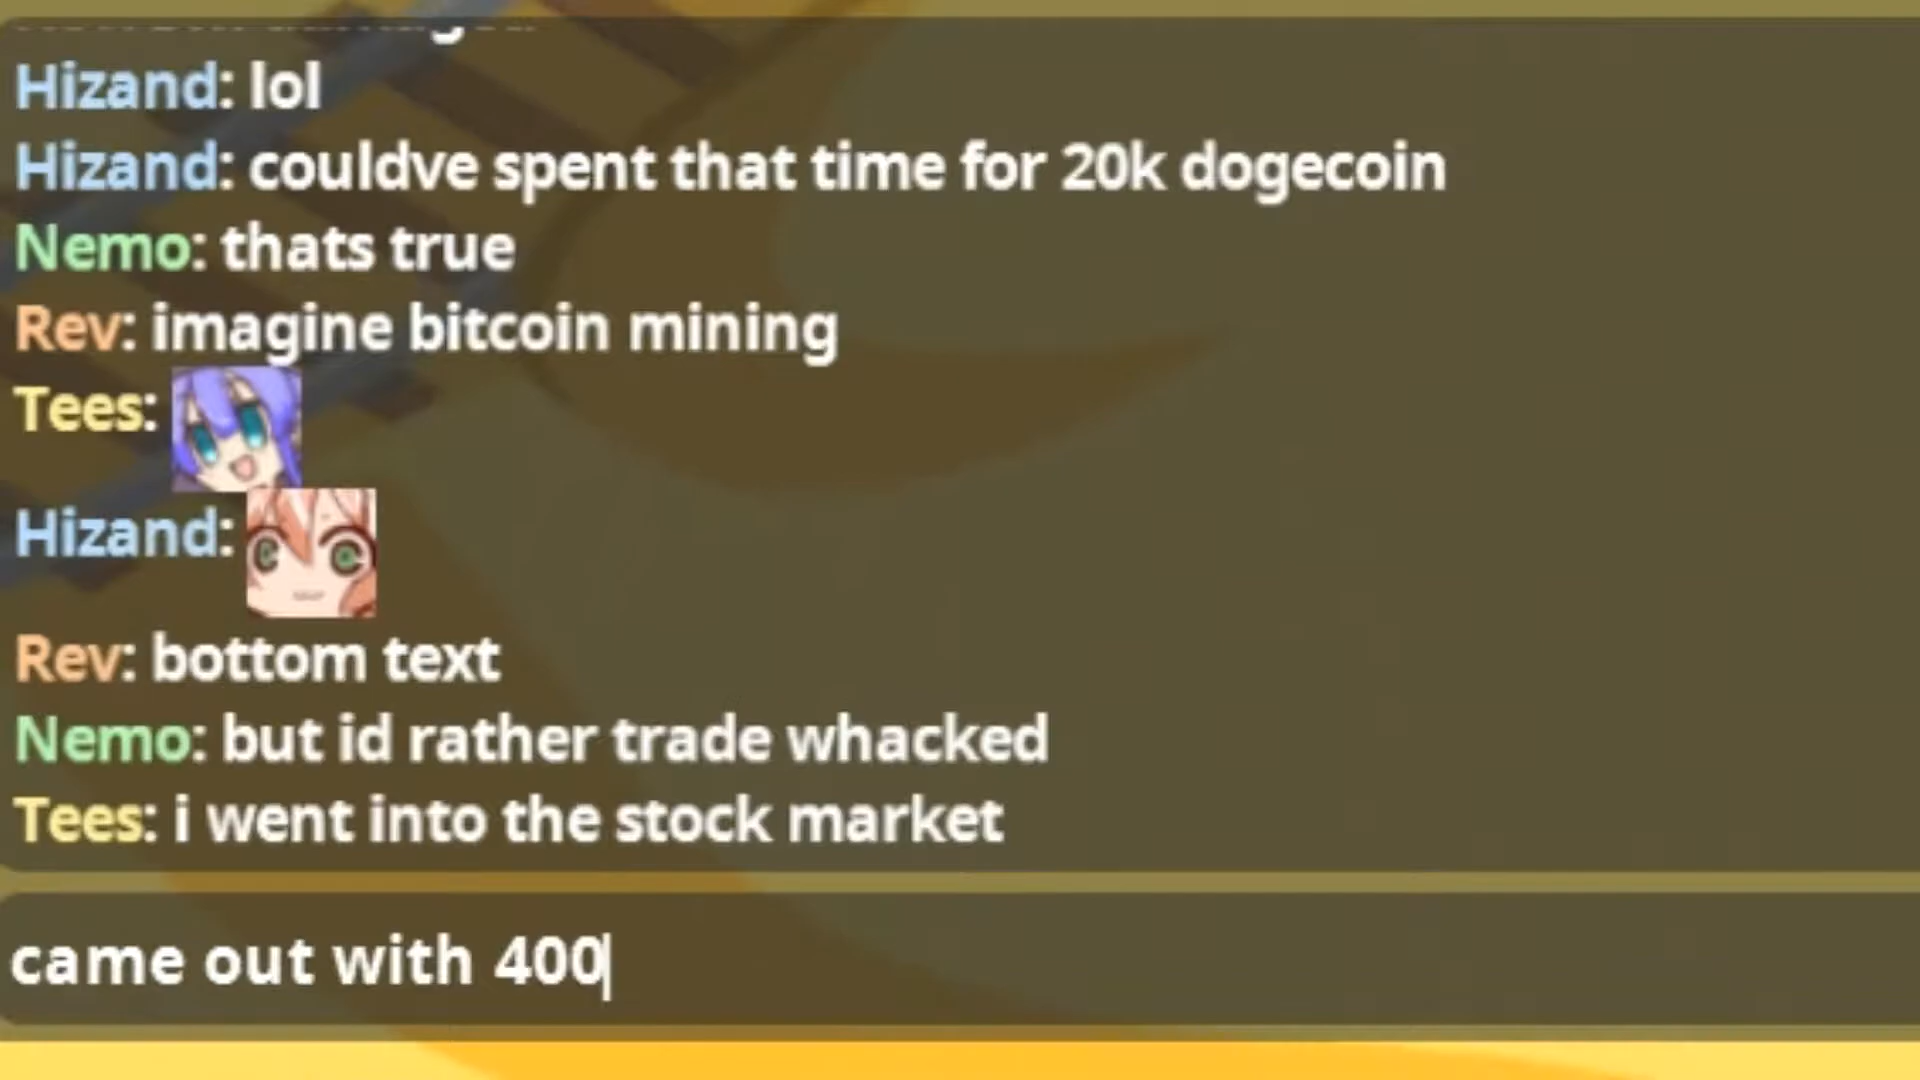 Hizand: lol
Hizand: couldve spent that time for 20k dogecoin
Nemo: thats true
Rev: imagine bitcoin mining
Tees:
Hizand:
Rev: bottom text
Nemo: but id rather trade whacked
Tees: i went into the stock market
came out with 400